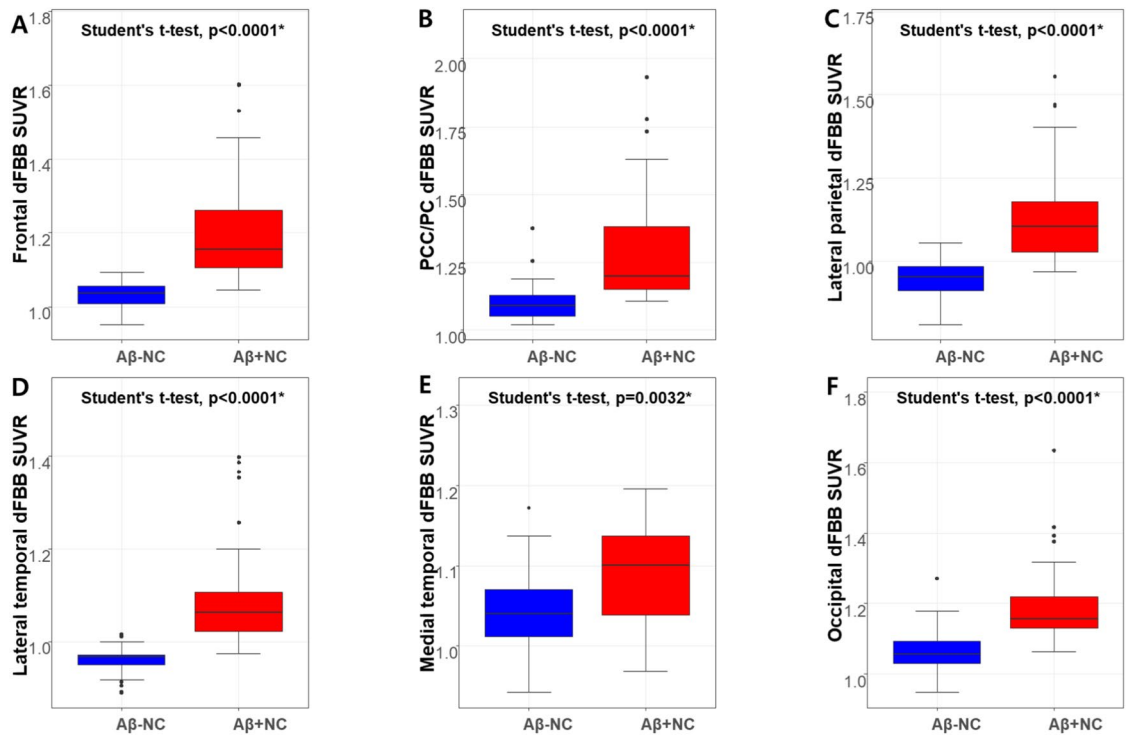 A
Student's t-test, p<0.0001*
Frontal dFBB SUVR
1.8
1.6
1.4
1.2
1.0
Aβ-NC
Aβ+NC
B
Student's t-test, p<0.0001*
PCC/PC dFBB SUVR
2.00
1.75
1.50
1.25
1.00
Aβ-NC
Aβ+NC
C
Student's t-test, p<0.0001*
Lateral parietal dFBB SUVR
1.75
1.50
1.25
1.00
Aβ-NC
Aβ+NC
D
Student's t-test, p<0.0001*
Lateral temporal dFBB SUVR
1.4
1.2
1.0
Aβ-NC
Aβ+NC
E
Student's t-test, p=0.0032*
Medial temporal dFBB SUVR
1.3
1.2
1.1
1.0
Aβ-NC
Aβ+NC
F
Student's t-test, p<0.0001*
Occipital dFBB SUVR
1.8
1.6
1.4
1.2
1.0
Aβ-NC
Aβ+NC